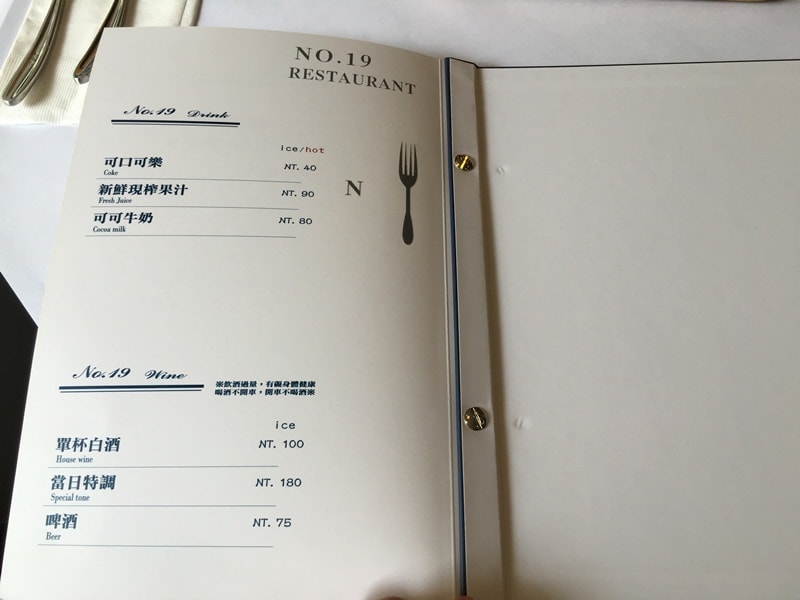 NO.19
RESTAURANT
No.19 Drink
ice/hot
可口可樂 NT. 40
Coke
新鮮現榨果汁 NT. 90
Fresh Juice
可可牛奶 NT. 80
Cocoa milk
N
No.19 Wine
※飲酒過量，有礙身體健康
喝酒不開車，開車不喝酒※
ice
單杯白酒 NT. 100
House wine
當日特調 NT. 180
Special tone
啤酒 NT. 75
Beer